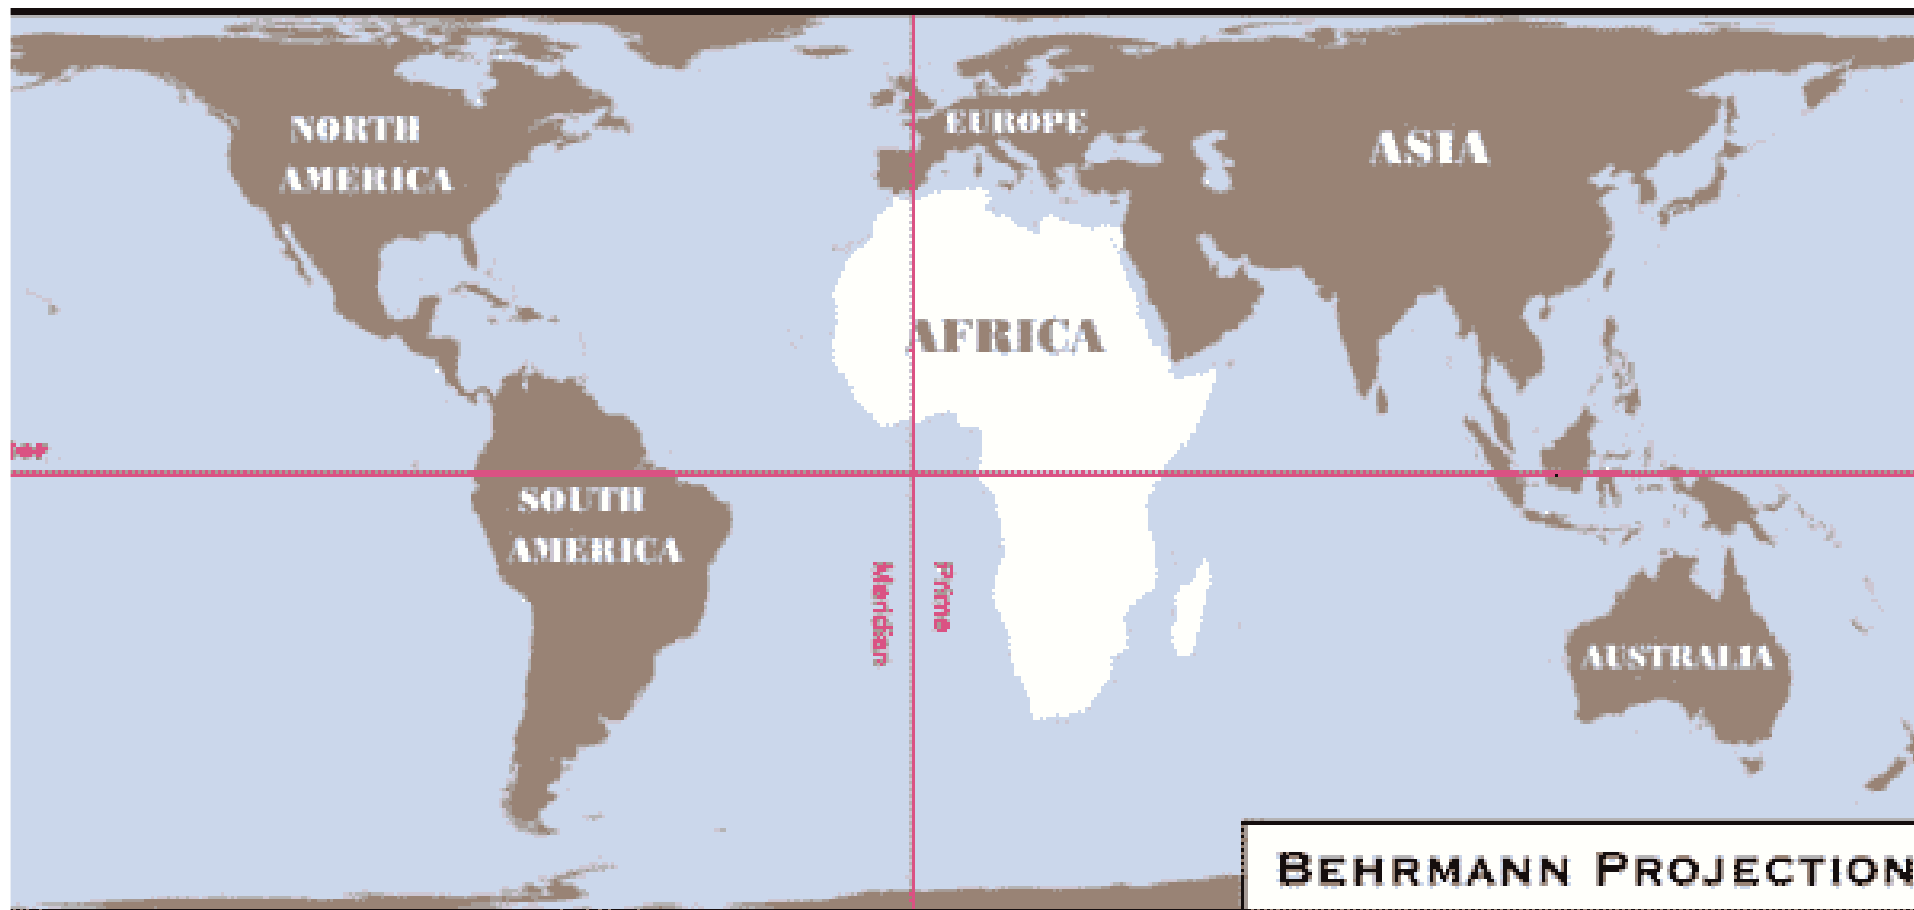 NORTH
AMERICA
EUROPE
ASIA
AFRICA
SOUTH
AMERICA
Prime
Meridian
AUSTRALIA
BEHRMANN PROJECTION